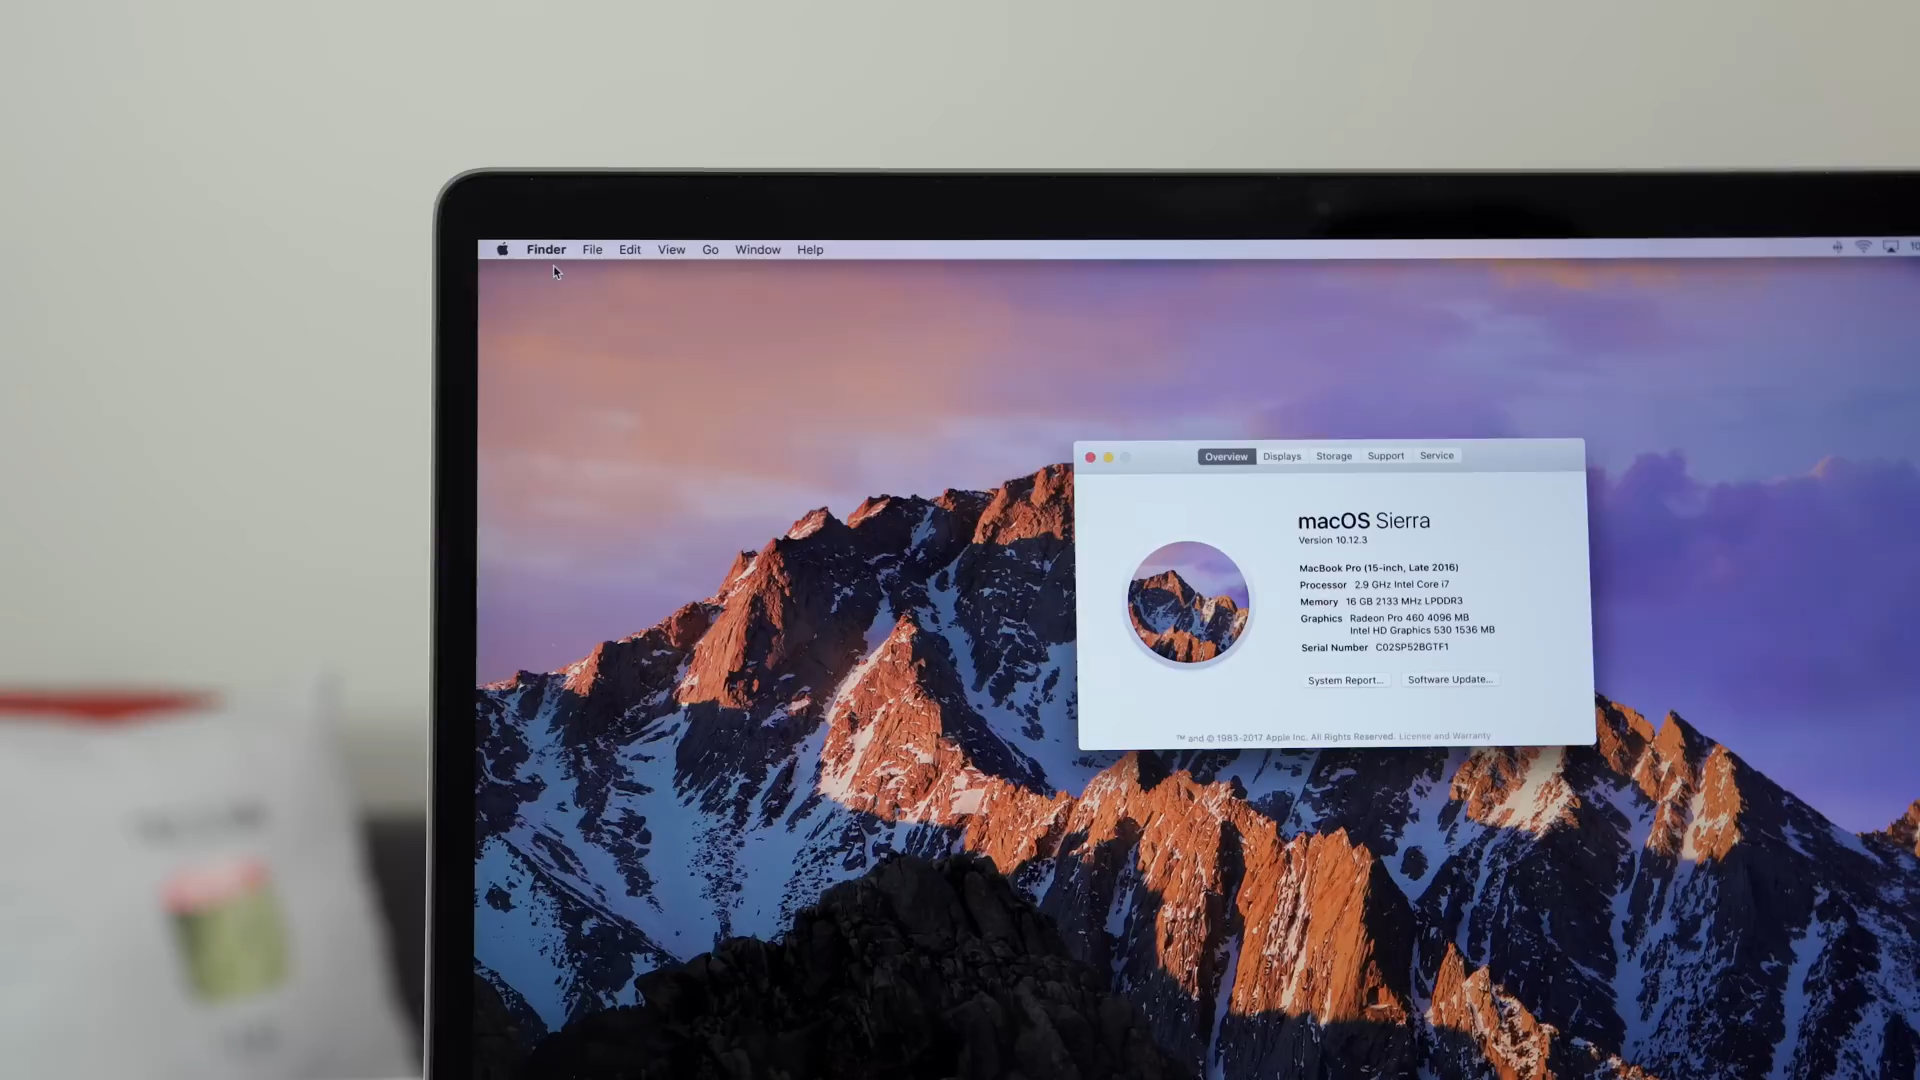 Finder File Edit View Go Window Help
Overview Displays Storage Support Service
macOS Sierra
Version 10.12.3
MacBook Pro (15-inch, Late 2016)
Processor 2.9 GHz Intel Core i7
Memory 16 GB 2133 MHz LPDDR3
Graphics Radeon Pro 460 4096 MB
Intel HD Graphics 530 1536 MB
Serial Number C02SP52BGTF1
System Report... Software Update...
™ and © 1983-2017 Apple Inc. All Rights Reserved. License and Warranty